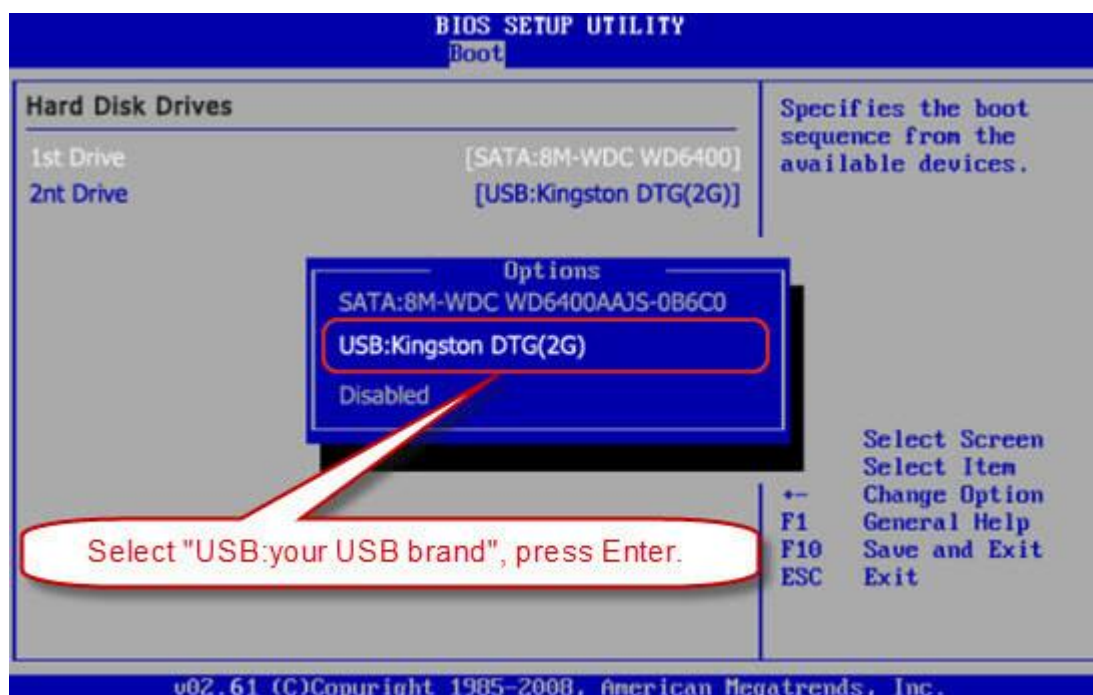 BIOS SETUP UTILITY
Boot
Hard Disk Drives
1st Drive [SATA:8M-WDC WD6400]
2nt Drive [USB:Kingston DTG(2G)]
Specifies the boot
sequence from the
available devices.
Options
SATA:8M-WDC WD6400AAJS-0B6C0
USB:Kingston DTG(2G)
Disabled
Select "USB:your USB brand", press Enter.
Select Screen
Select Item
+- Change Option
F1 General Help
F10 Save and Exit
ESC Exit
v02.61 (C)Copyright 1985-2008, American Megatrends, Inc.